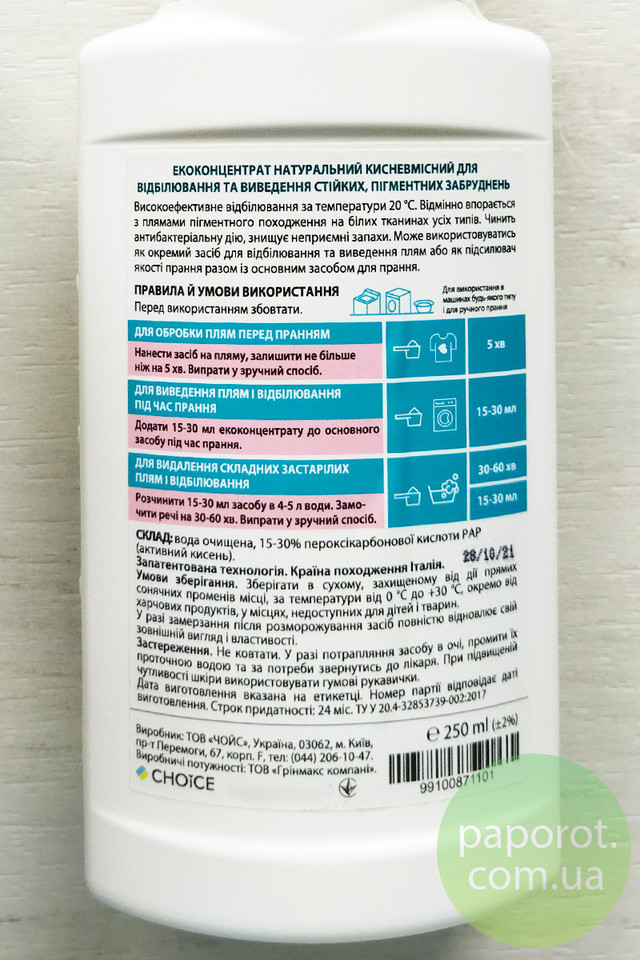 ЕКОКОНЦЕНТРАТ НАТУРАЛЬНИЙ КИСНЕВМІСНИЙ ДЛЯ
ВІДБІЛЮВАННЯ ТА ВИВЕДЕННЯ СТІЙКИХ, ПІГМЕНТНИХ ЗАБРУДНЕНЬ
Високоефективне відбілювання за температури 20 °C. Відмінно впорається
з плямами пігментного походження на білих тканинах усіх типів. Чинить
антибактеріальну дію, знищує неприємні запахи. Може використовуватись
як окремий засіб для відбілювання та виведення плям або як підсилювач
якості прання разом із основним засобом для прання.
ПРАВИЛА Й УМОВИ ВИКОРИСТАННЯ
Перед використанням збовтати.
Для використання в
машинах будь-якого типу
і для ручного прання
ДЛЯ ОБРОБКИ ПЛЯМ ПЕРЕД ПРАННЯМ
Нанести засіб на пляму, залишити не більше
ніж на 5 хв. Випрати у зручний спосіб.
5 хв
ДЛЯ ВИВЕДЕННЯ ПЛЯМ І ВІДБІЛЮВАННЯ
ПІД ЧАС ПРАННЯ
Додати 15-30 мл екоконцентрату до основного
засобу під час прання.
15-30 мл
ДЛЯ ВИДАЛЕННЯ СКЛАДНИХ ЗАСТАРІЛИХ
ПЛЯМ І ВІДБІЛЮВАННЯ
Розчинити 15-30 мл засобу в 4-5 л води. Замо-
чити речі на 30-60 хв. Випрати у зручний спосіб.
30-60 хв
15-30 мл
СКЛАД: вода очищена, 15-30% пероксікарбонової кислоти PAP
(активний кисень).
28/10/21
Запатентована технологія. Країна походження Італія.
Умови зберігання. Зберігати в сухому, захищеному від дії прямих
сонячних променів місці, за температури від 0 °C до +30 °C, окремо від
харчових продуктів, у місцях, недоступних для дітей і тварин.
У разі замерзання після розморожування засіб повністю відновлює свій
зовнішній вигляд і властивості.
Застереження. Не ковтати. У разі потрапляння засобу в очі, промити їх
проточною водою та за потреби звернутись до лікаря. При підвищеній
чутливості шкіри використовувати гумові рукавички.
Дата виготовлення вказана на етикетці. Номер партії відповідає даті
виготовлення. Строк придатності: 24 міс. ТУ У 20.4-32853739-002:2017
Виробник: ТОВ «ЧОЙС», Україна, 03062, м. Київ,
пр-т Перемоги, 67, корп. F, тел.: (044) 206-10-47.
Виробничі потужності: ТОВ «Грінмакс компані».
CHOICE
℮ 250 ml (±2%)
99100871101
paporot.
com.ua